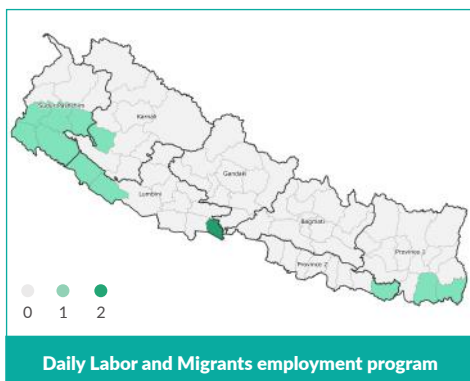 Sudurpashchim
Karnali
Gandaki
Lumbini
Bagmati
Province 1
Province 2
0 1 2
Daily Labor and Migrants employment program